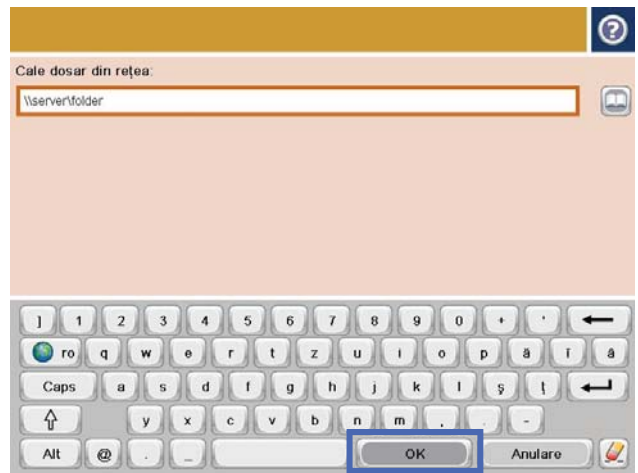 ?
Cale dosar din rețea:
\\server\folder
] 1 2 3 4 5 6 7 8 9 0 + '
ro q w e r t z u i o p ă î â
Caps a s d f g h j k l ș ț
y x c v b n m , . -
Alt @ . _ OK Anulare